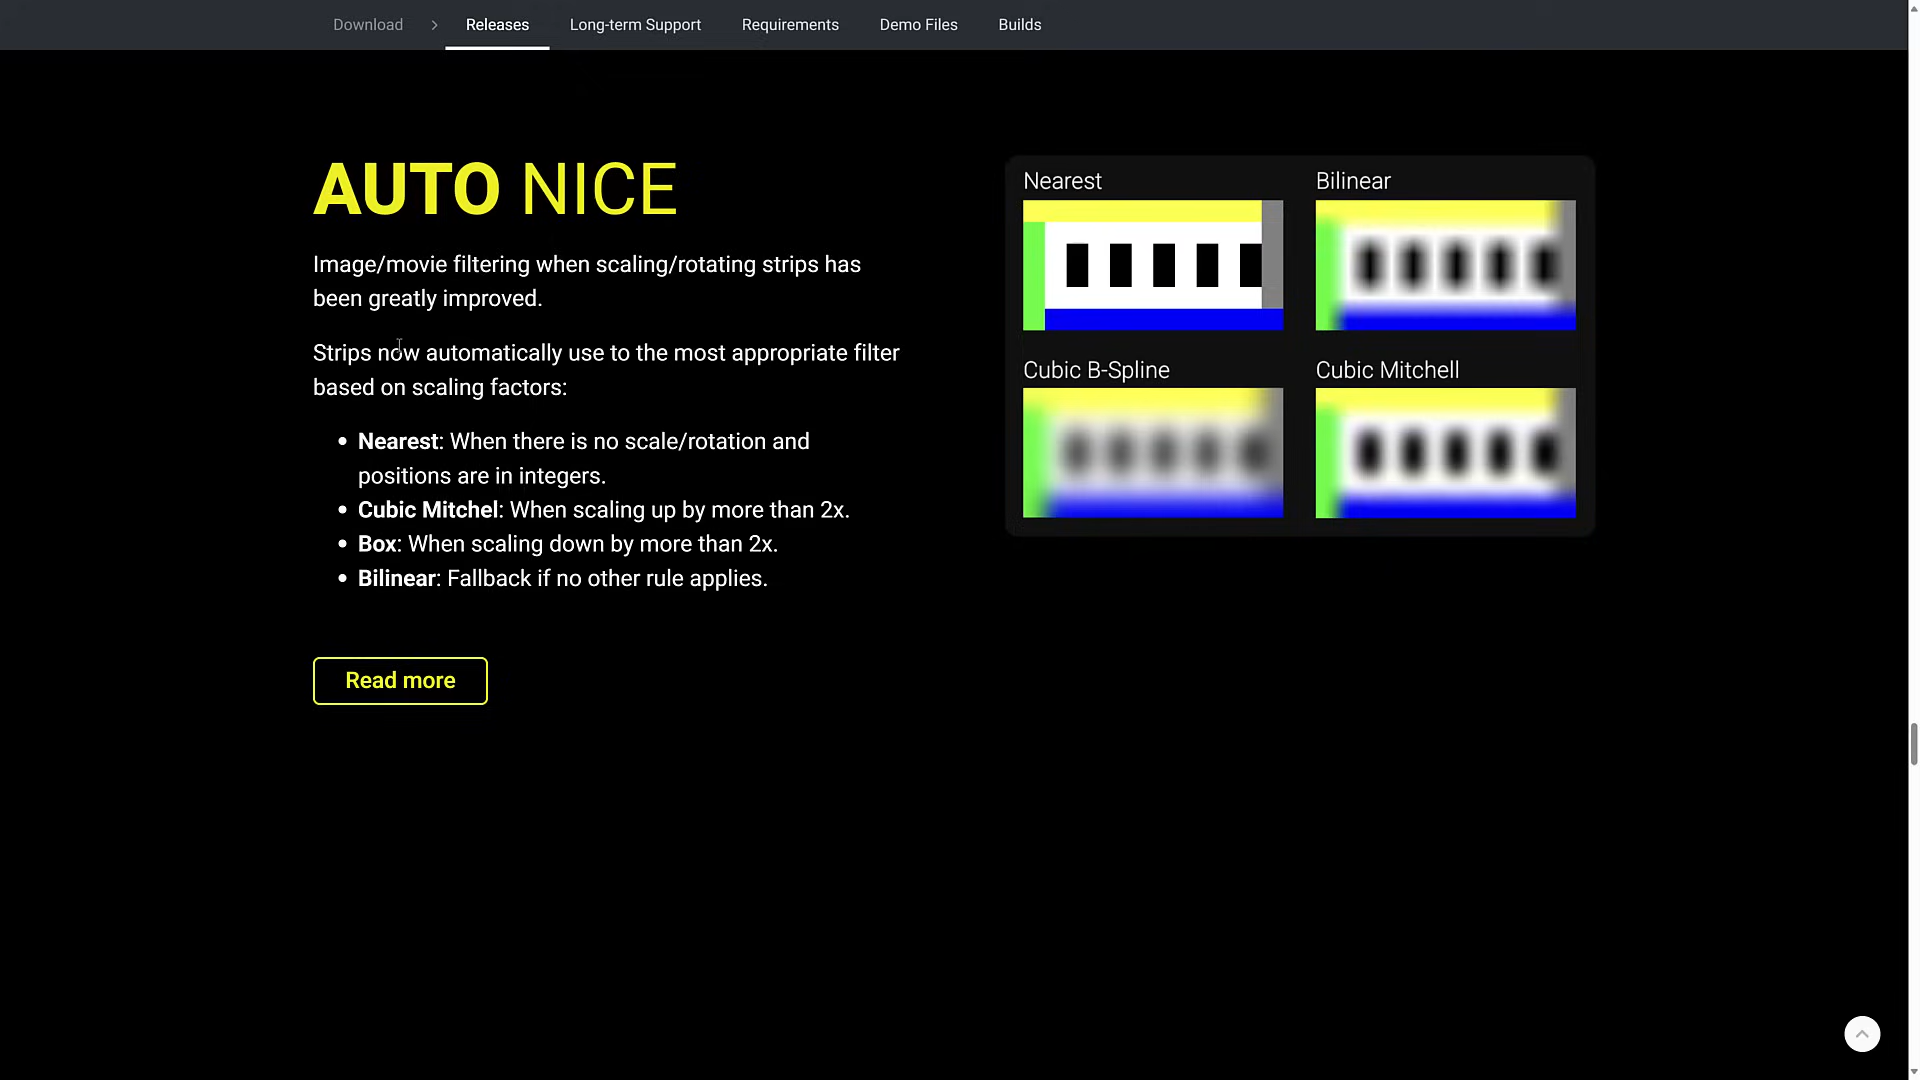 Download > Releases Long-term Support Requirements Demo Files Builds
AUTO NICE
Image/movie filtering when scaling/rotating strips has
been greatly improved.
Strips now automatically use to the most appropriate filter
based on scaling factors:
• Nearest: When there is no scale/rotation and
positions are in integers.
• Cubic Mitchel: When scaling up by more than 2x.
• Box: When scaling down by more than 2x.
• Bilinear: Fallback if no other rule applies.
Read more
Nearest Bilinear
Cubic B-Spline Cubic Mitchell